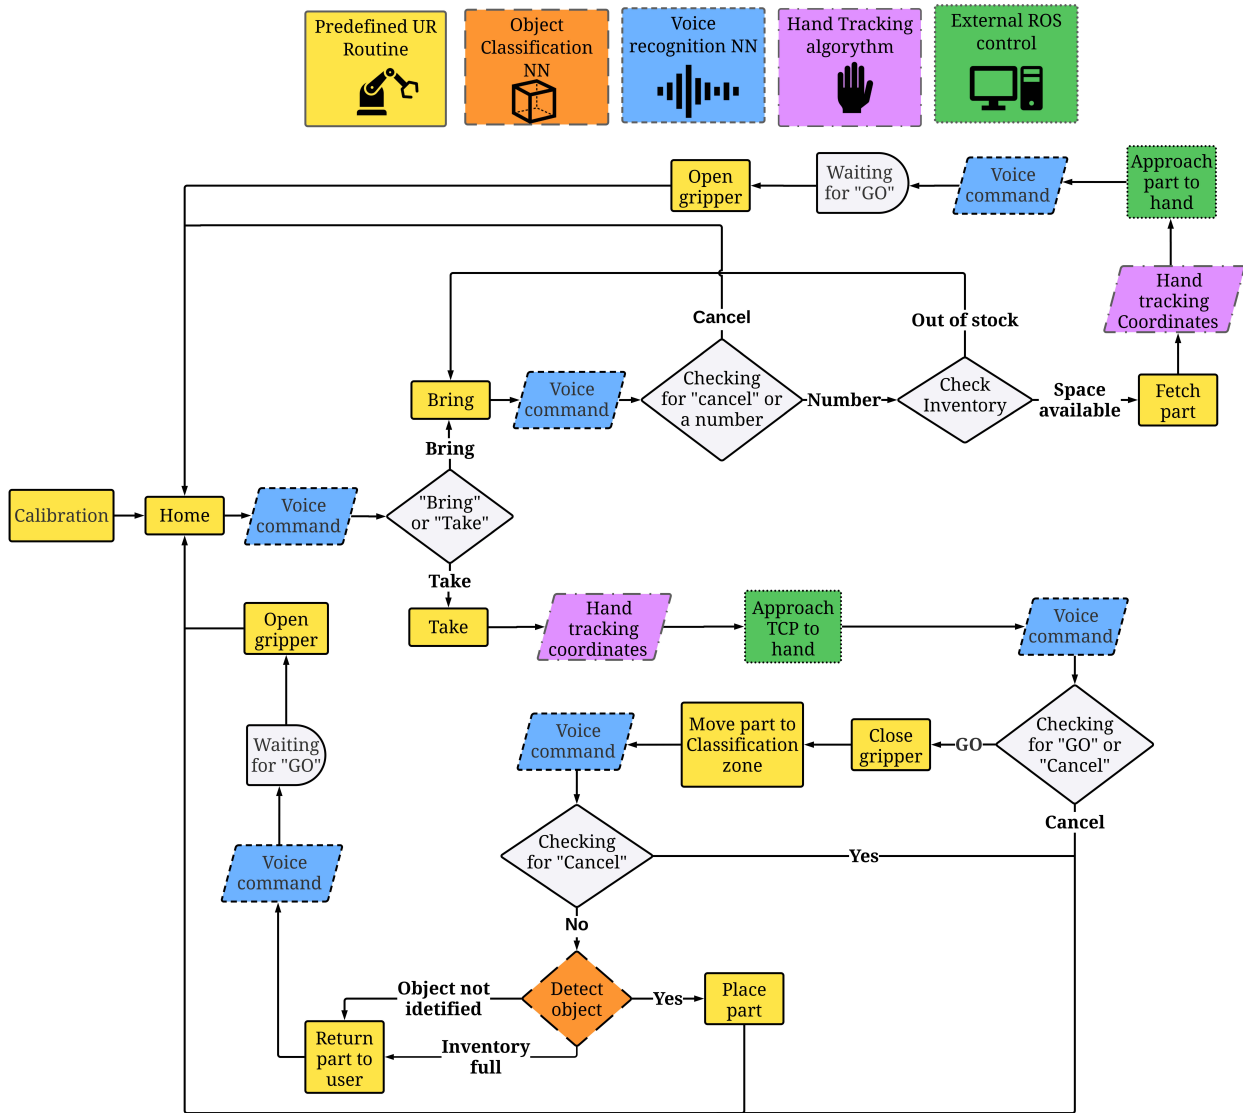 Predefined UR
Routine
Object
Classification
NN
Voice
recognition NN
Hand Tracking
algorythm
External ROS
control
Open
gripper
Waiting
for "GO"
Voice
command
Approach
part to
hand
Hand
tracking
Coordinates
Cancel
Out of stock
Bring
Voice
command
Checking
for "cancel" or
a number
Number
Check
Inventory
Space
available
Fetch
part
Bring
Calibration
Home
Voice
command
"Bring"
or "Take"
Take
Take
Hand
tracking
coordinates
Approach
TCP to
hand
Voice
command
Open
gripper
Waiting
for "GO"
Voice
command
Move part to
Classification
zone
Close
gripper
GO
Checking
for "GO" or
"Cancel"
Cancel
Checking
for "Cancel"
Yes
Voice
command
No
Object not
idetified
Detect
object
Yes
Place
part
Return
part to
user
Inventory
full